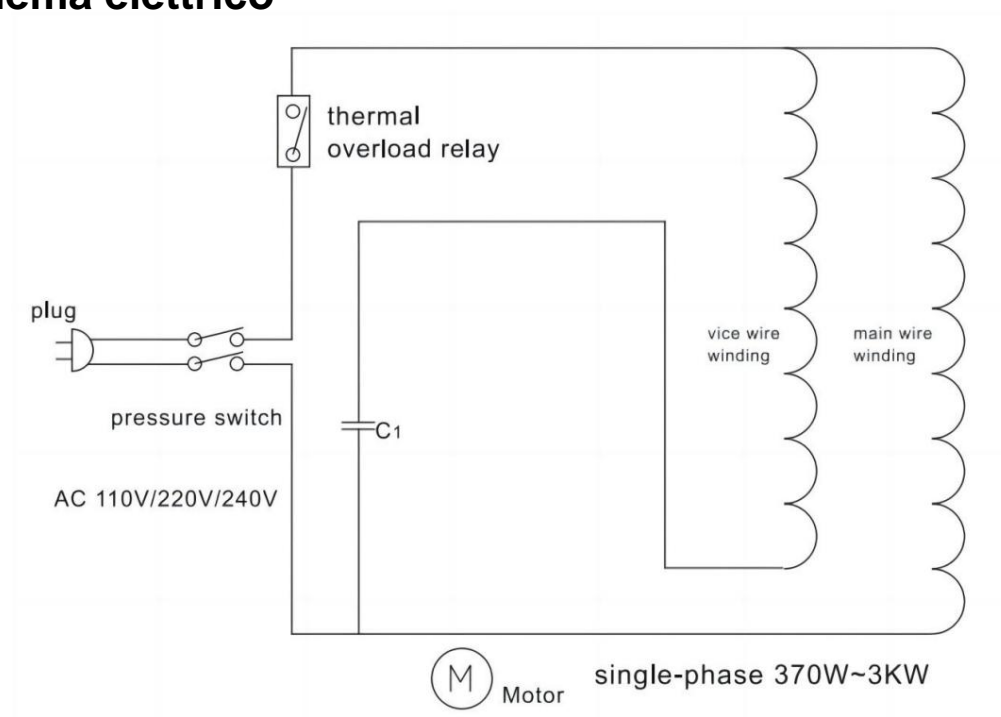 elettrico
thermal
overload relay
plug
vice wire
winding
main wire
winding
pressure switch
C1
AC 110V/220V/240V
M
Motor
single-phase 370W~3KW